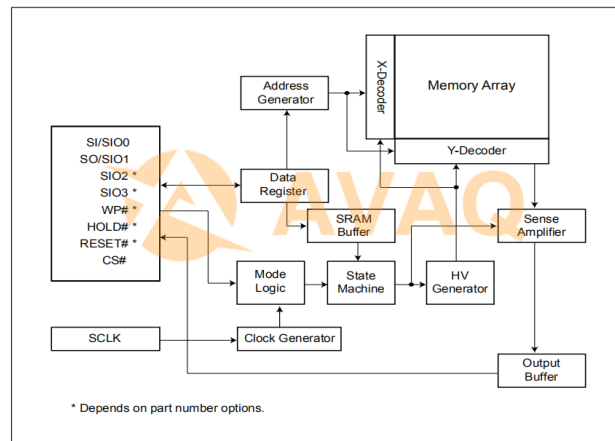 Address
Generator
X-Decoder
Memory Array
Y-Decoder
SI/SIO0
SO/SIO1
SIO2 *
SIO3 *
WP# *
HOLD# *
RESET# *
CS#
Data
Register
AVAQ
SRAM
Buffer
Sense
Amplifier
Mode
Logic
State
Machine
HV
Generator
SCLK
Clock Generator
Output
Buffer
* Depends on part number options.